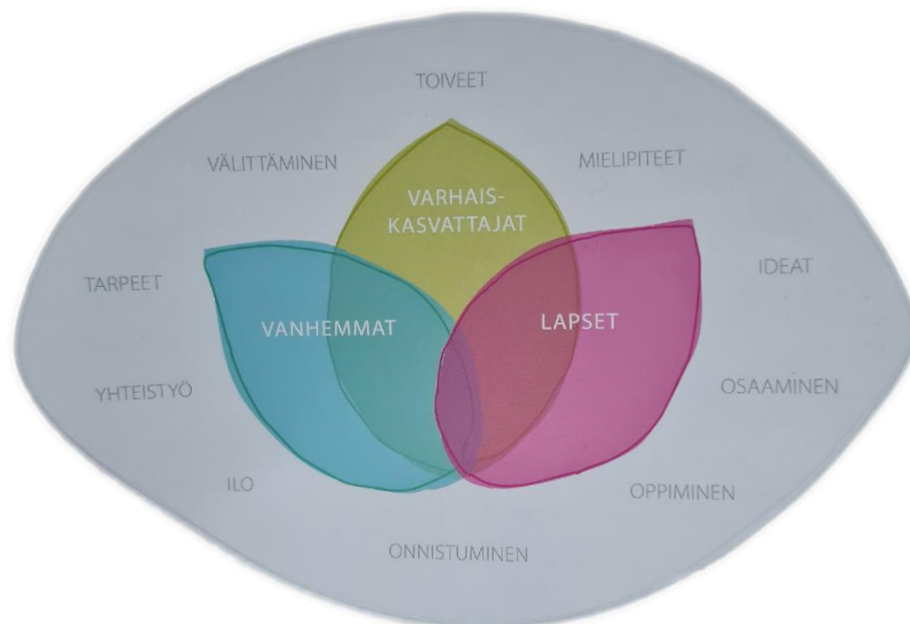 TOIVEET
VÄLITTÄMINEN
MIELIPITEET
VARHAIS-
KASVATTAJAT
TARPEET
IDEAT
VANHEMMAT
LAPSET
YHTEISTYÖ
OSAAMINEN
ILO
OPPIMINEN
ONNISTUMINEN